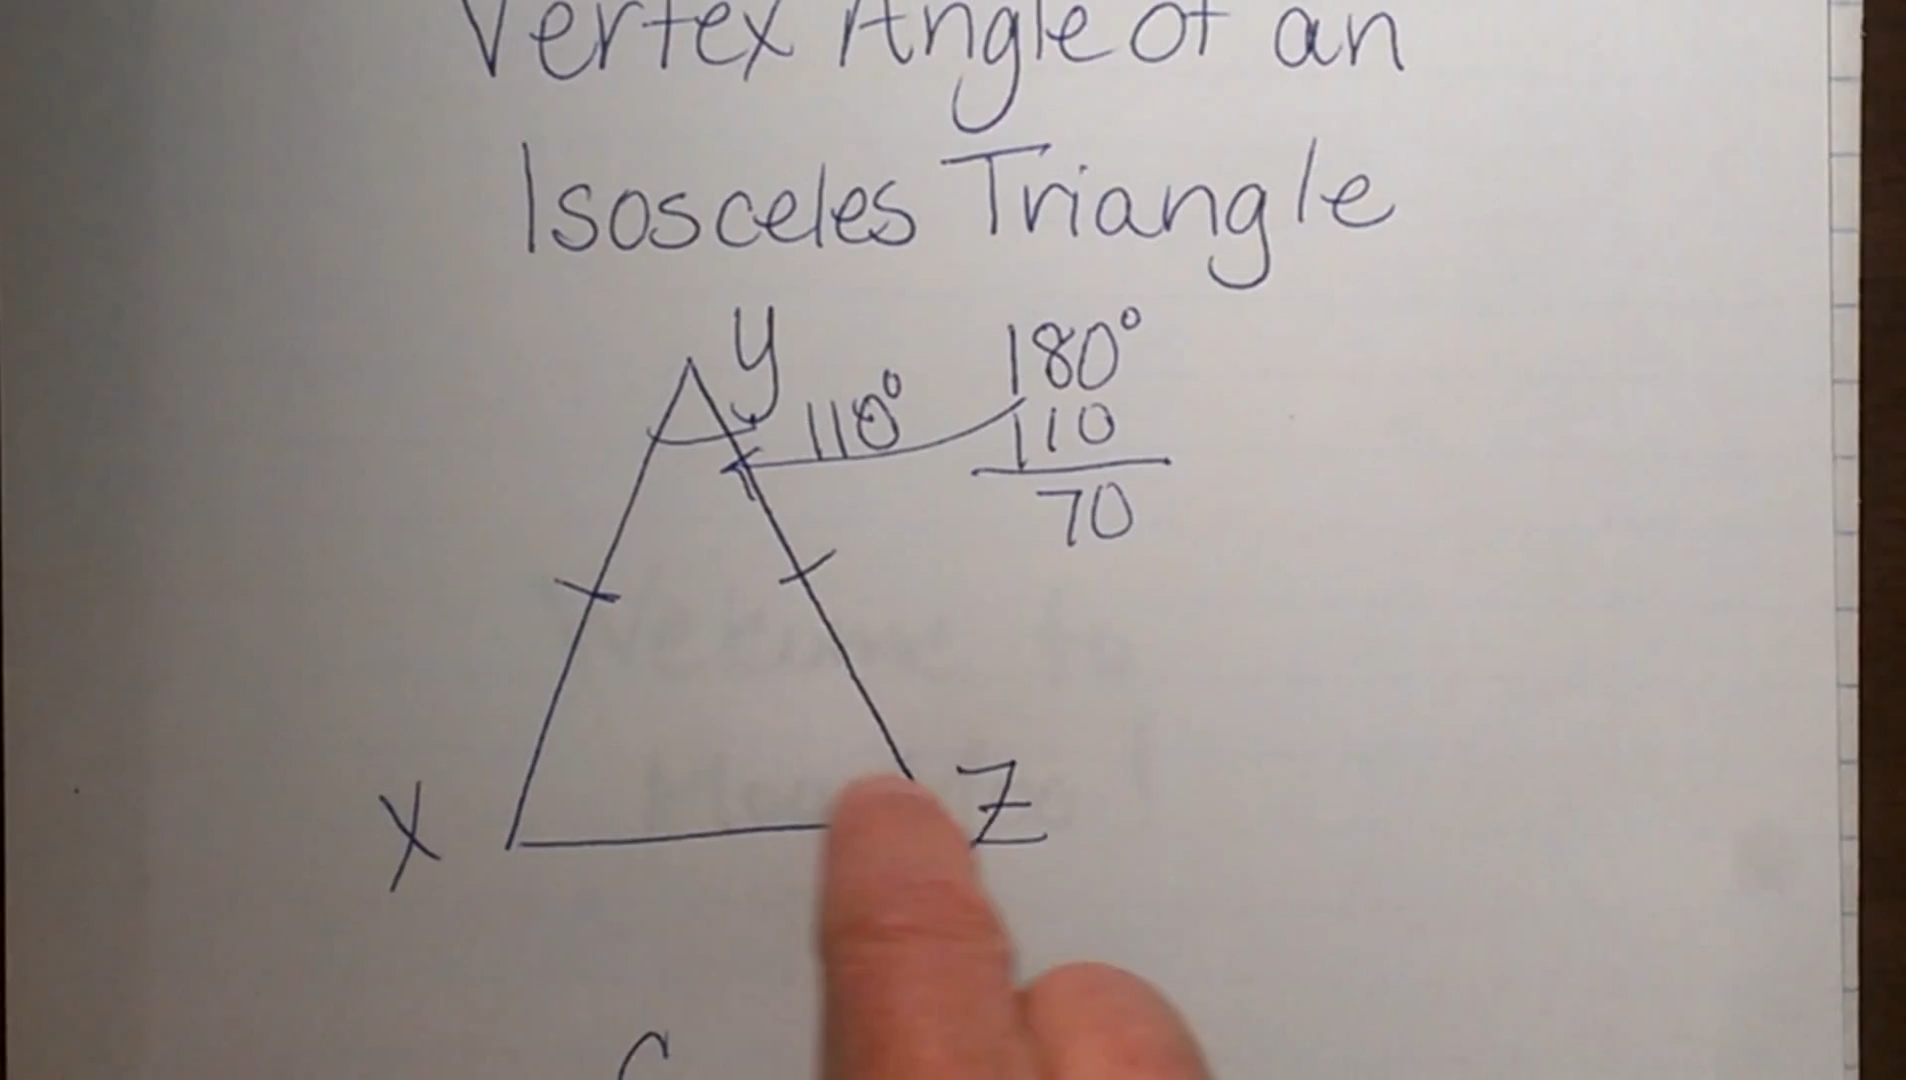 Vertex Angle of an
Isosceles Triangle
y
180°
110°
110
70
X
Z